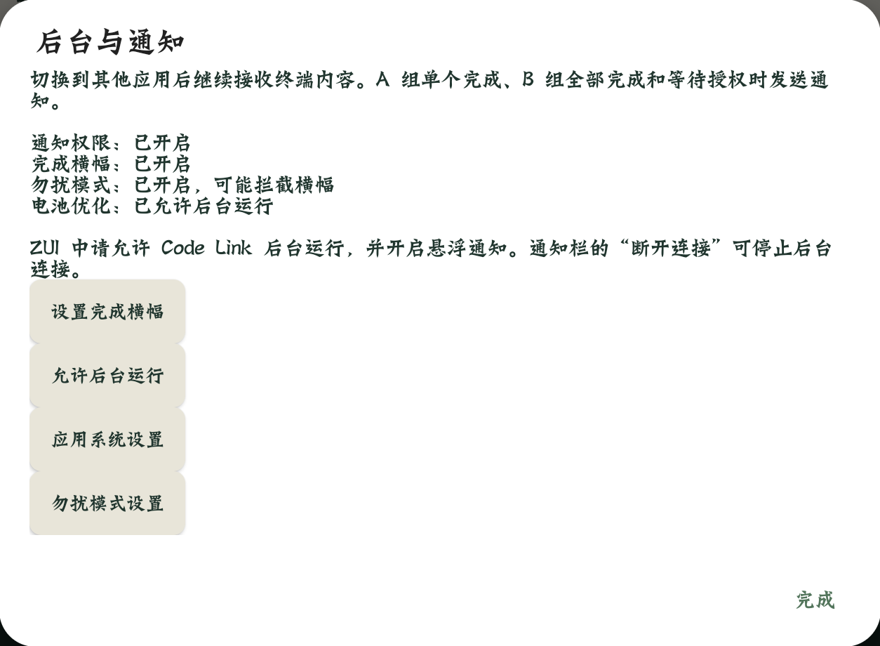 后台与通知
切换到其他应用后继续接收终端内容。A 组单个完成、B 组全部完成和等待授权时发送通
知。
通知权限：已开启
完成横幅：已开启
勿扰模式：已开启，可能拦截横幅
电池优化：已允许后台运行
ZUI 中请允许 Code Link 后台运行，并开启悬浮通知。通知栏的“断开连接”可停止后台
连接。
设置完成横幅
允许后台运行
应用系统设置
勿扰模式设置
完成